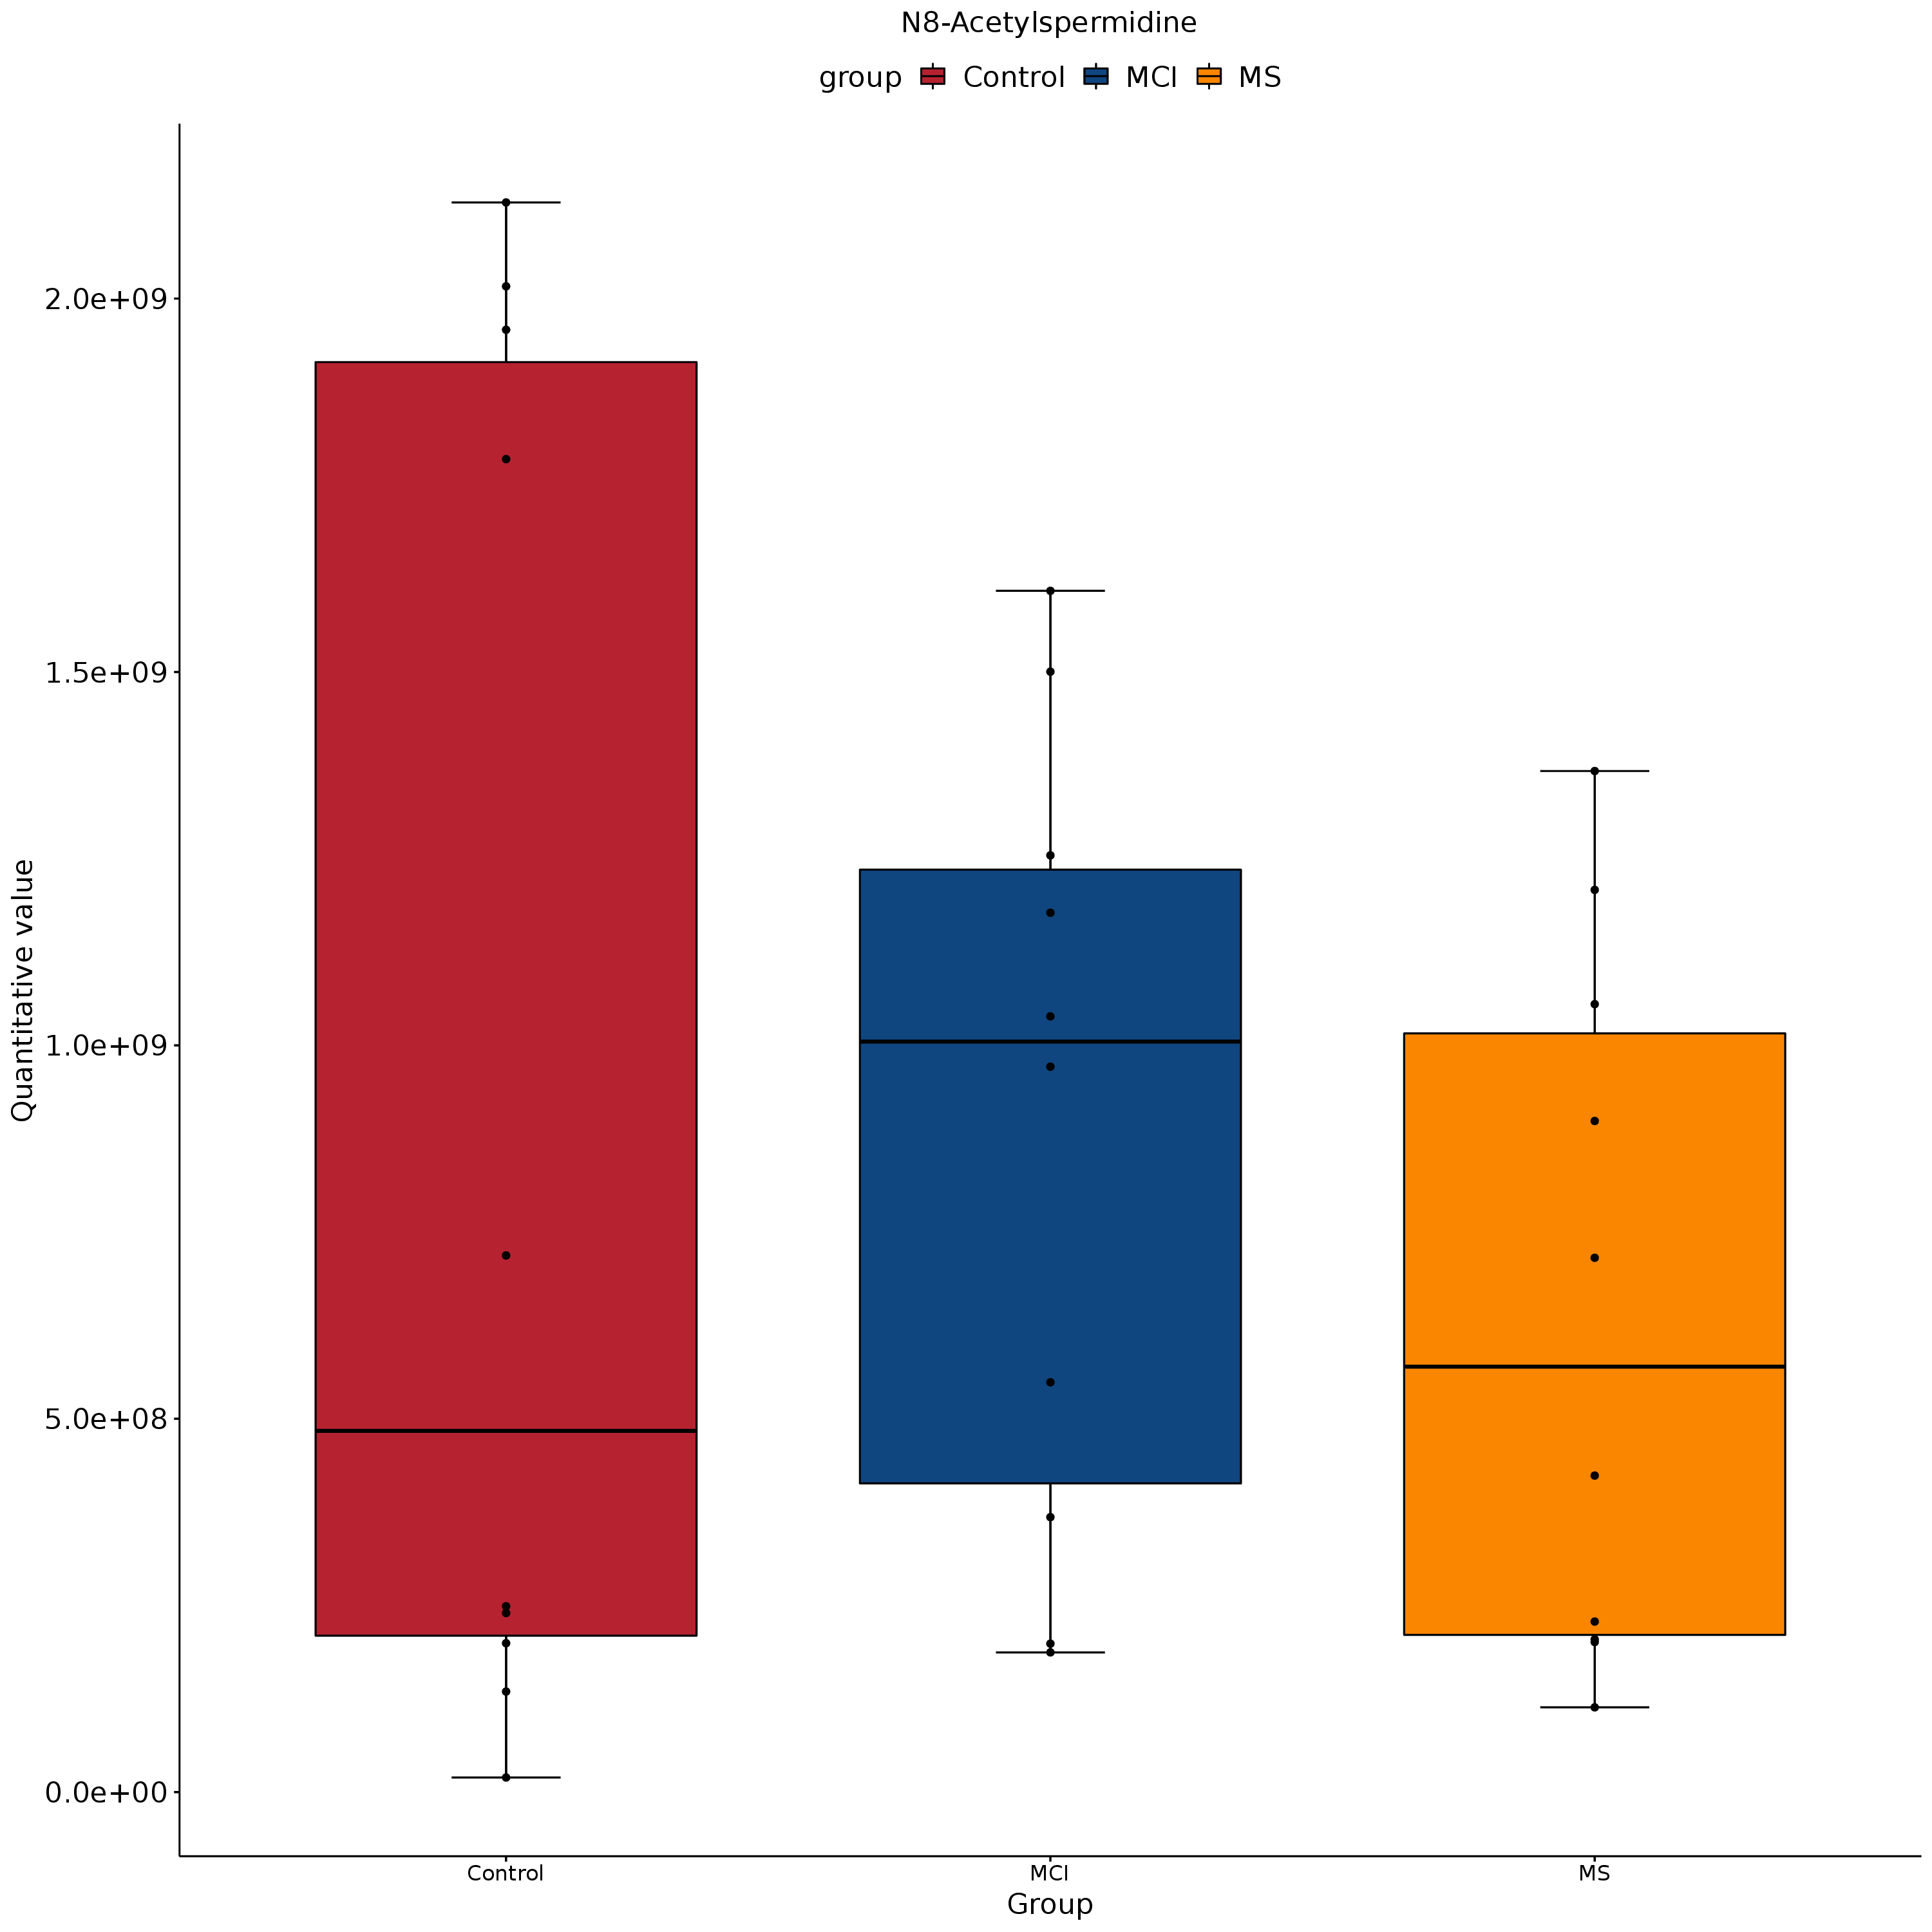 N8-Acetylspermidine
group Control MCI MS
Quantitative value
2.0e+09
1.5e+09
1.0e+09
5.0e+08
0.0e+00
Control MCI MS
Group